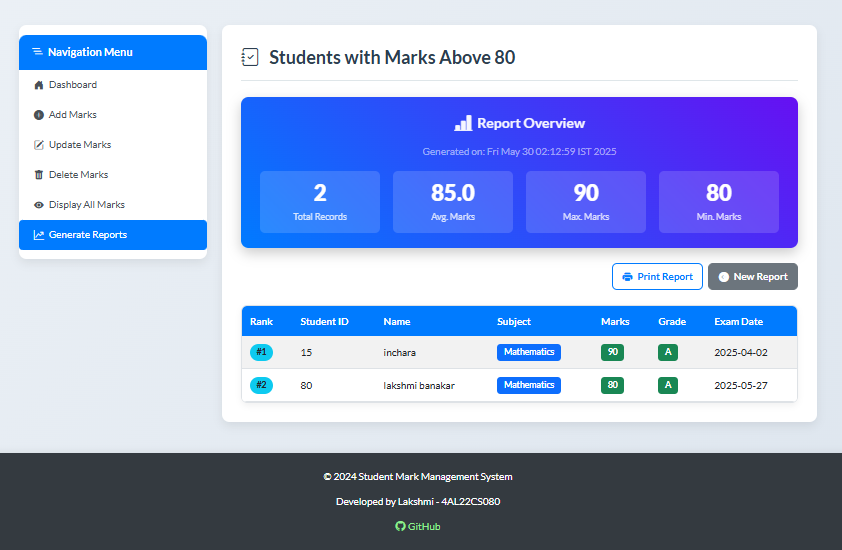 Navigation Menu
Dashboard
Add Marks
Update Marks
Delete Marks
Display All Marks
Generate Reports
Students with Marks Above 80
Report Overview
Generated on: Fri May 30 02:12:59 IST 2025
2 85.0 90 80
Total Records Avg. Marks Max. Marks Min. Marks
Print Report New Report
Rank Student ID Name Subject Marks Grade Exam Date
#1 15 inchara Mathematics 90 A 2025-04-02
#2 80 lakshmi banakar Mathematics 80 A 2025-05-27
© 2024 Student Mark Management System
Developed by Lakshmi - 4AL22CS080
GitHub